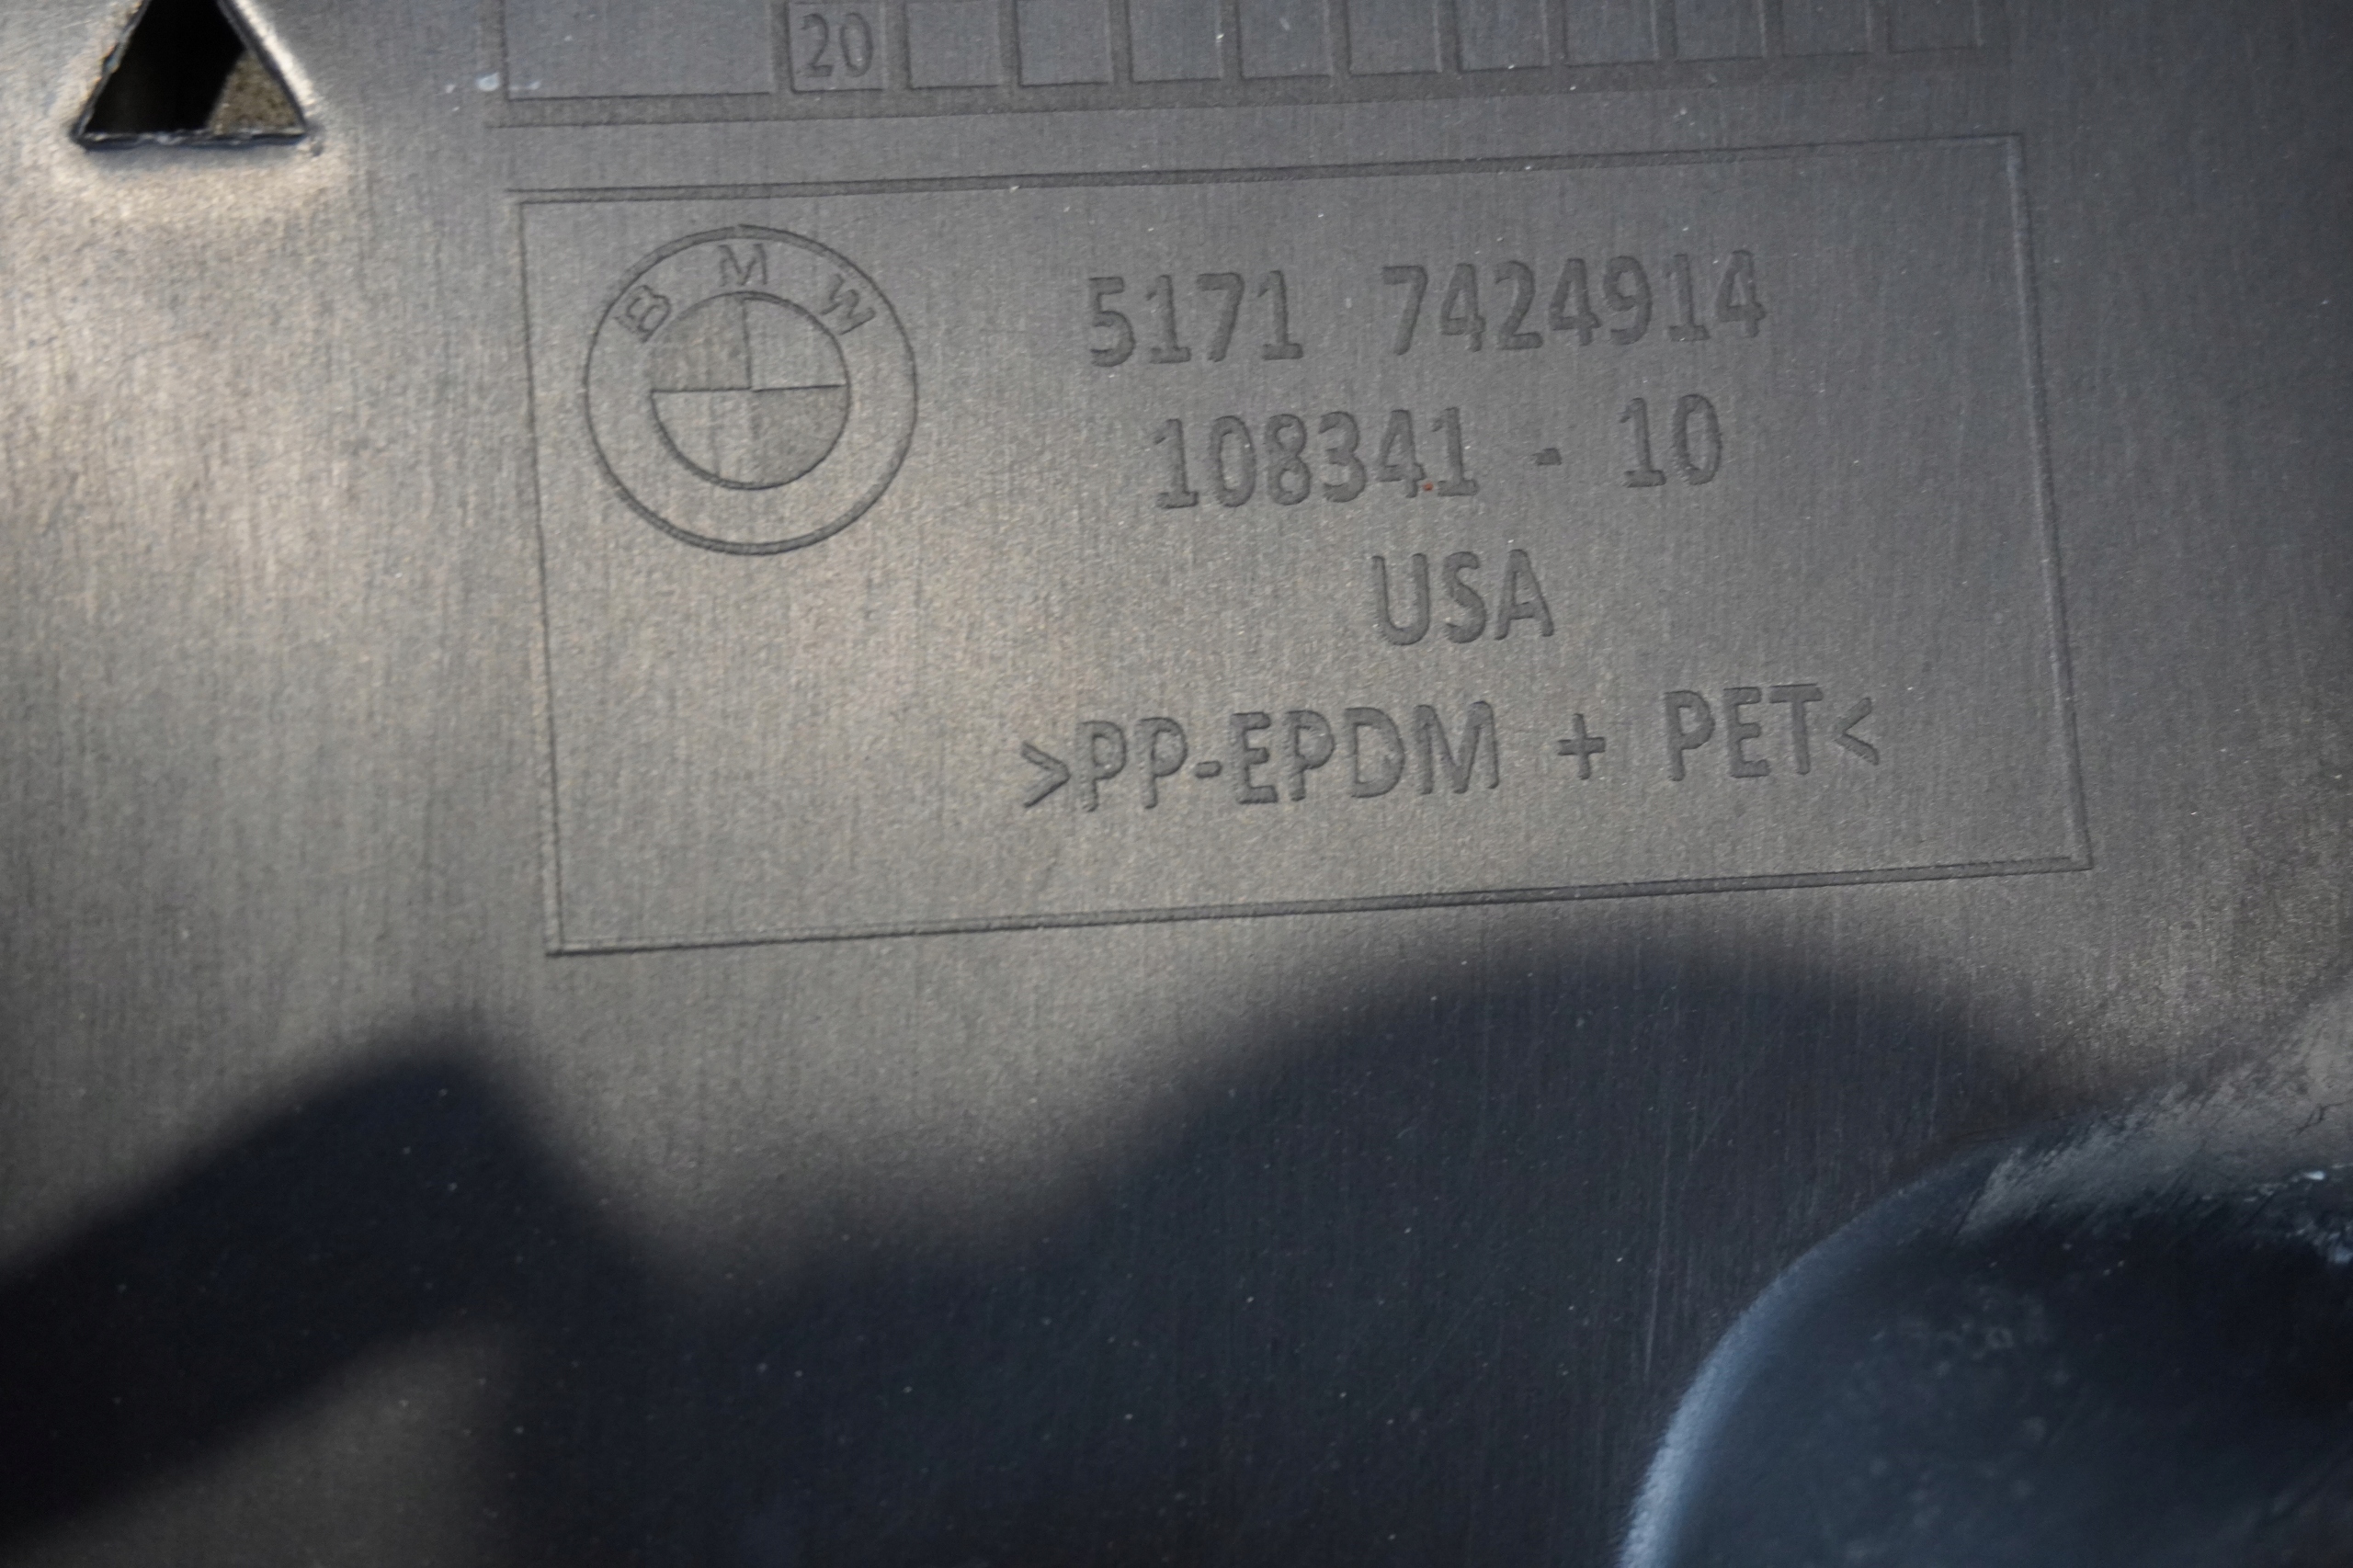 20
BMW
5171 7424914
108341 - 10
USA
>PP-EPDM + PET<